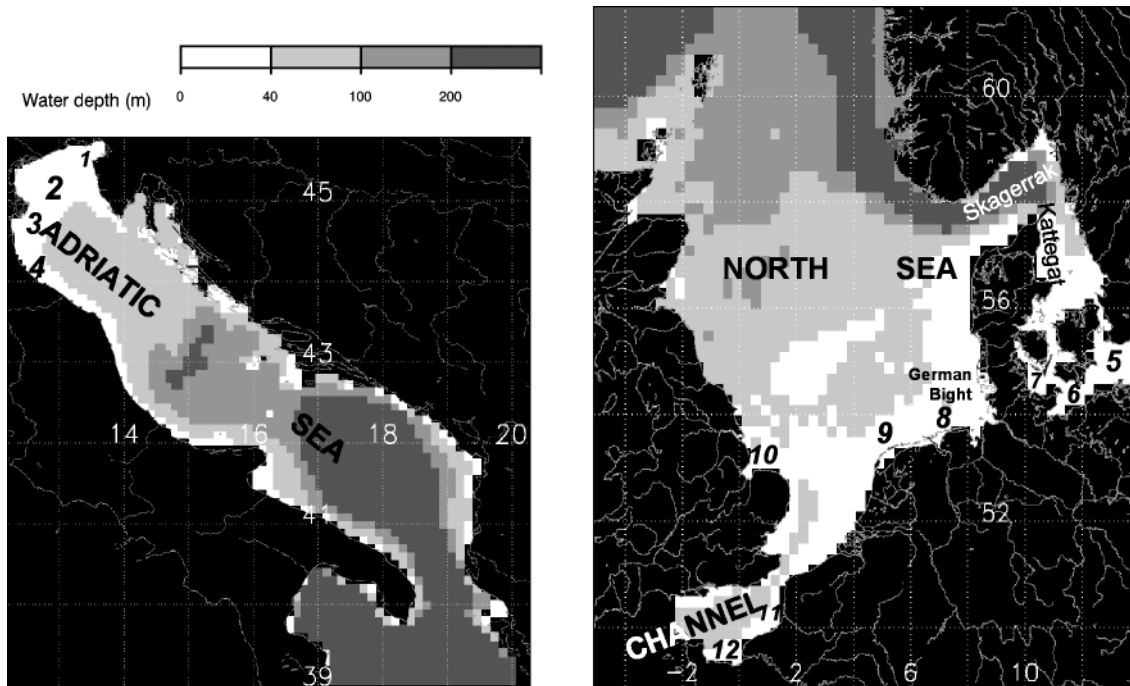 Water depth (m) 0 40 100 200
1
2
3 ADRIATIC
4
SEA
45
43
14 16 18 20
41
39
60
Skagerrak
Kattegat
NORTH SEA
56
German
Bight
5
7
6
8
9
10
52
CHANNEL
11
12
-2 2 6 10